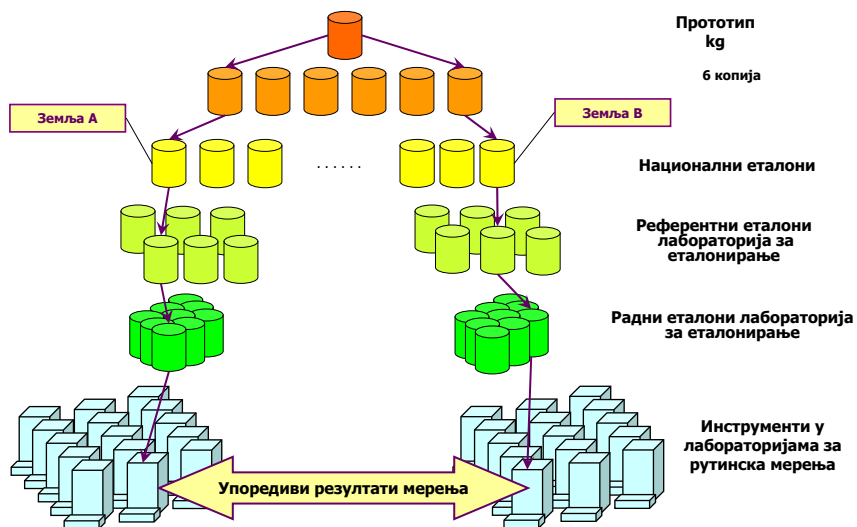 Прототип
kg
6 копија
Земља А
Земља В
Национални еталони
......
Референтни еталони
лабораторија за
еталонирање
Радни еталони лабораторија
за еталонирање
Инструменти у
лабораторијама за
рутинска мерења
Упоредиви резултати мерења